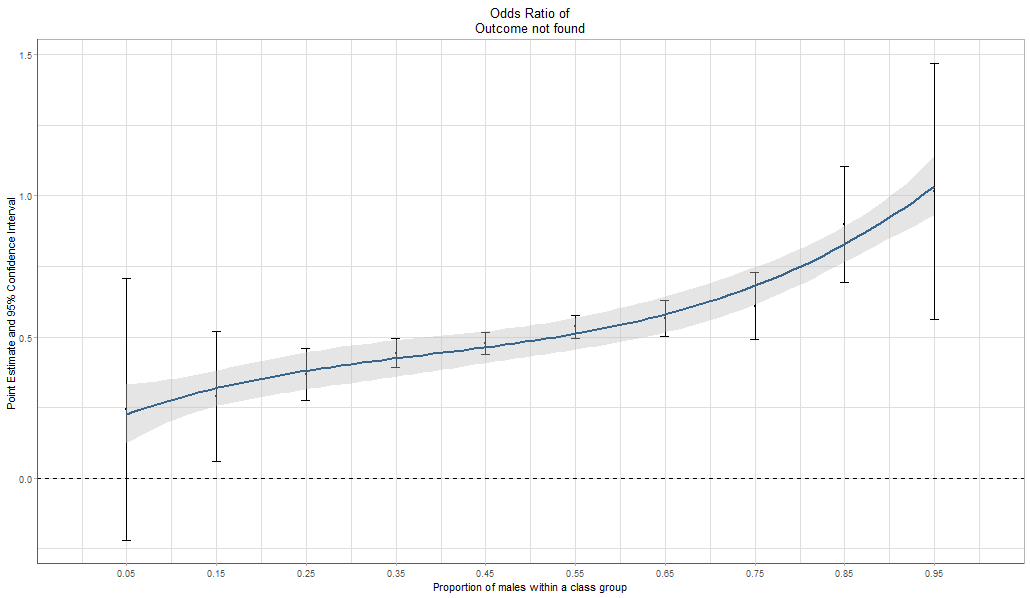 Odds Ratio of
Outcome not found
Point Estimate and 95% Confidence Interval
1.5
1.0
0.5
0.0
0.05 0.15 0.25 0.35 0.45 0.55 0.65 0.75 0.85 0.95
Proportion of males within a class group